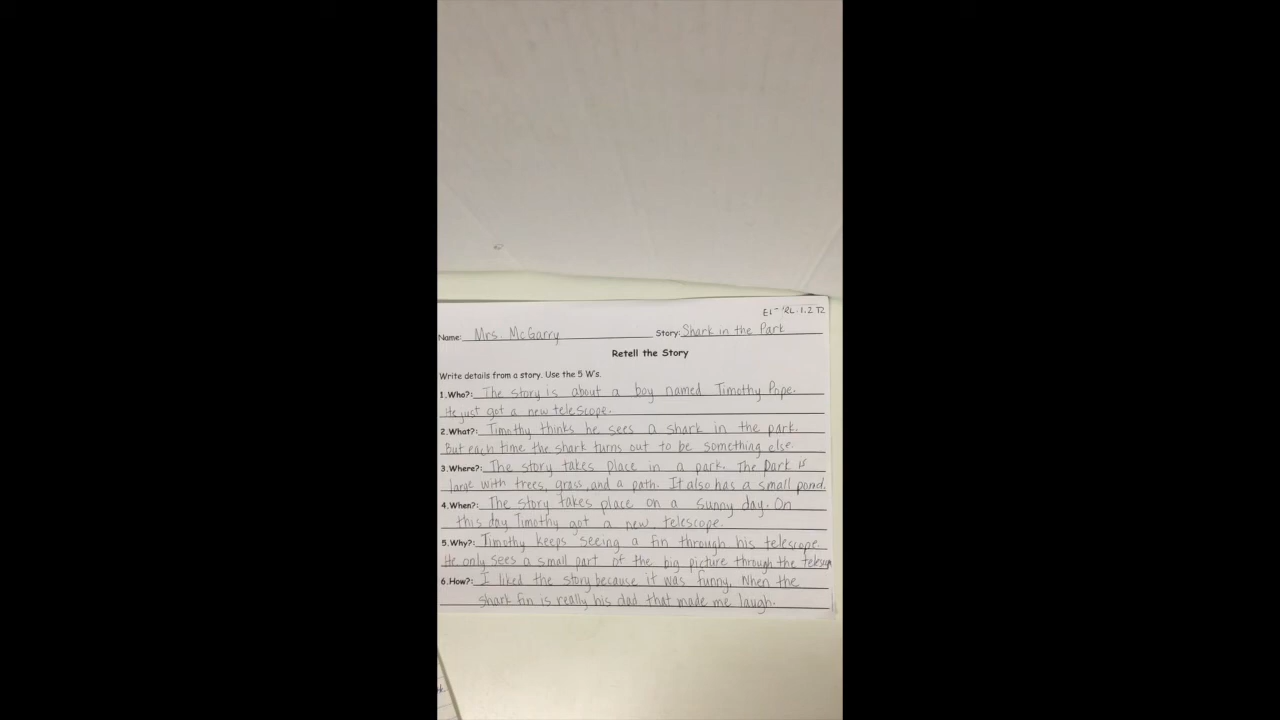 E1- RL.1.2 T2
Name: Mrs. McGarry Story: Shark in the Park
Retell the Story
Write details from a story. Use the 5 W's.
1.Who?: The story is about a boy named Timothy Pope.
He just got a new telescope.
2.What?: Timothy thinks he sees a shark in the park.
But each time the shark turns out to be something else.
3.Where?: The story takes place in a park. The park is
large with trees, grass, and a path. It also has a small pond.
4.When?: The story takes place on a sunny day. On
this day Timothy got a new telescope.
5.Why?: Timothy keeps seeing a fin through his telescope.
He only sees a small part of the big picture through the
6.How?: I liked the story because it was funny. When the
shark fin is really his dad that made me laugh.